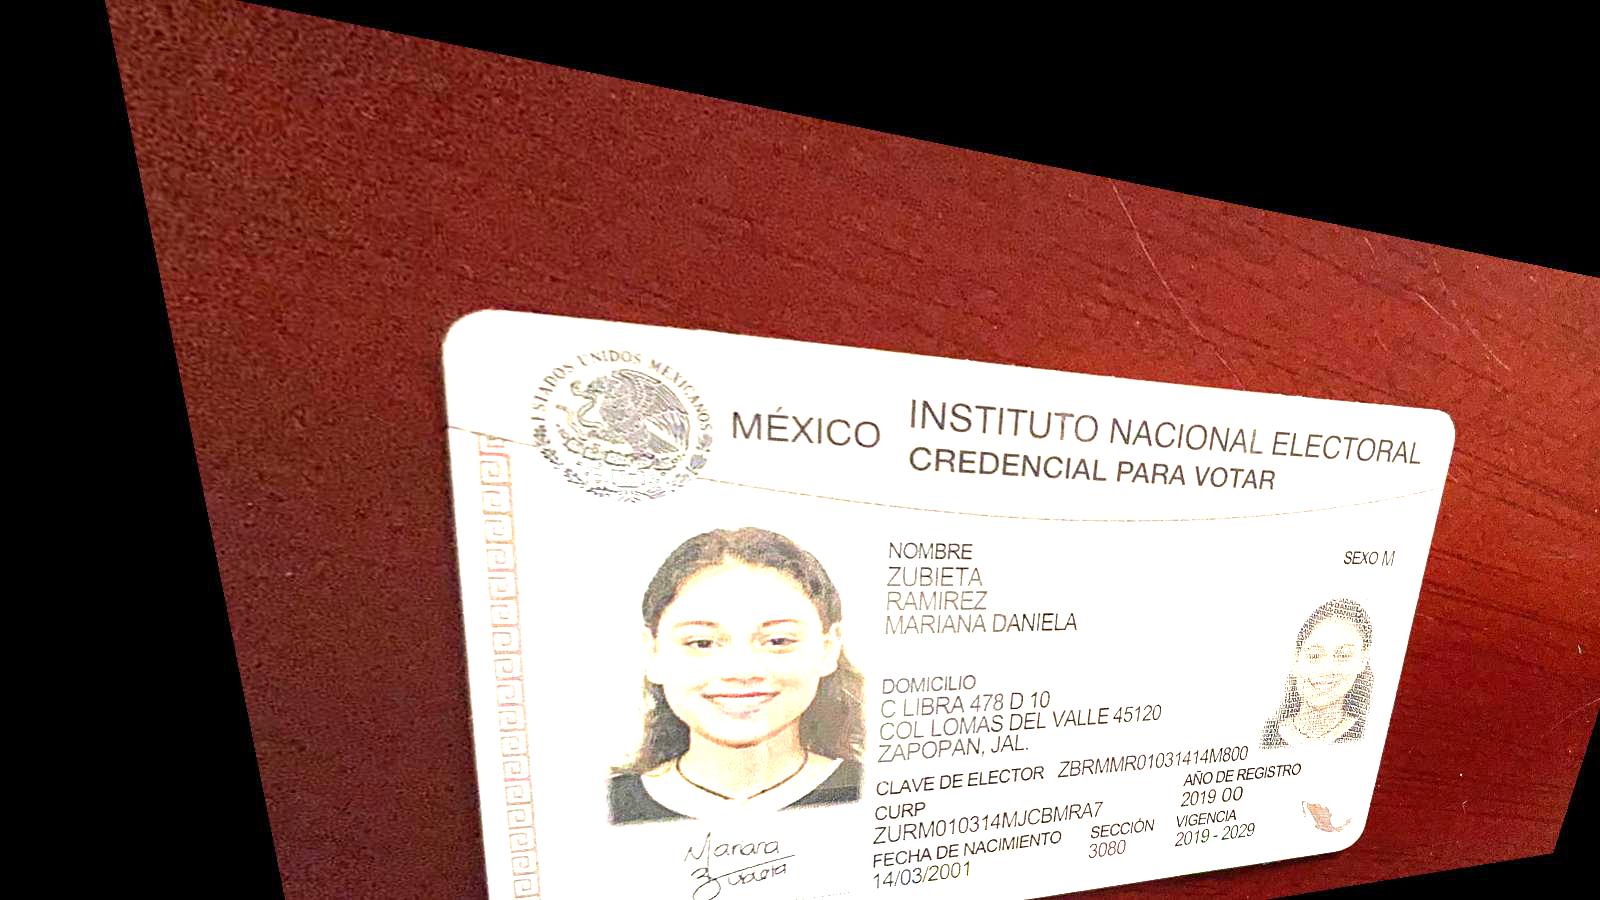 ESTADOS UNIDOS MEXICANOS
MÉXICO
INSTITUTO NACIONAL ELECTORAL
CREDENCIAL PARA VOTAR
NOMBRE
ZUBIETA
RAMIREZ
MARIANA DANIELA
SEXO M
DOMICILIO
C LIBRA 478 D 10
COL LOMAS DEL VALLE 45120
ZAPOPAN, JAL.
CLAVE DE ELECTOR ZBRMMR01031414M800
CURP
ZURM010314MJCBMRA7
AÑO DE REGISTRO
2019 00
FECHA DE NACIMIENTO
14/03/2001
SECCIÓN
3080
VIGENCIA
2019 - 2029